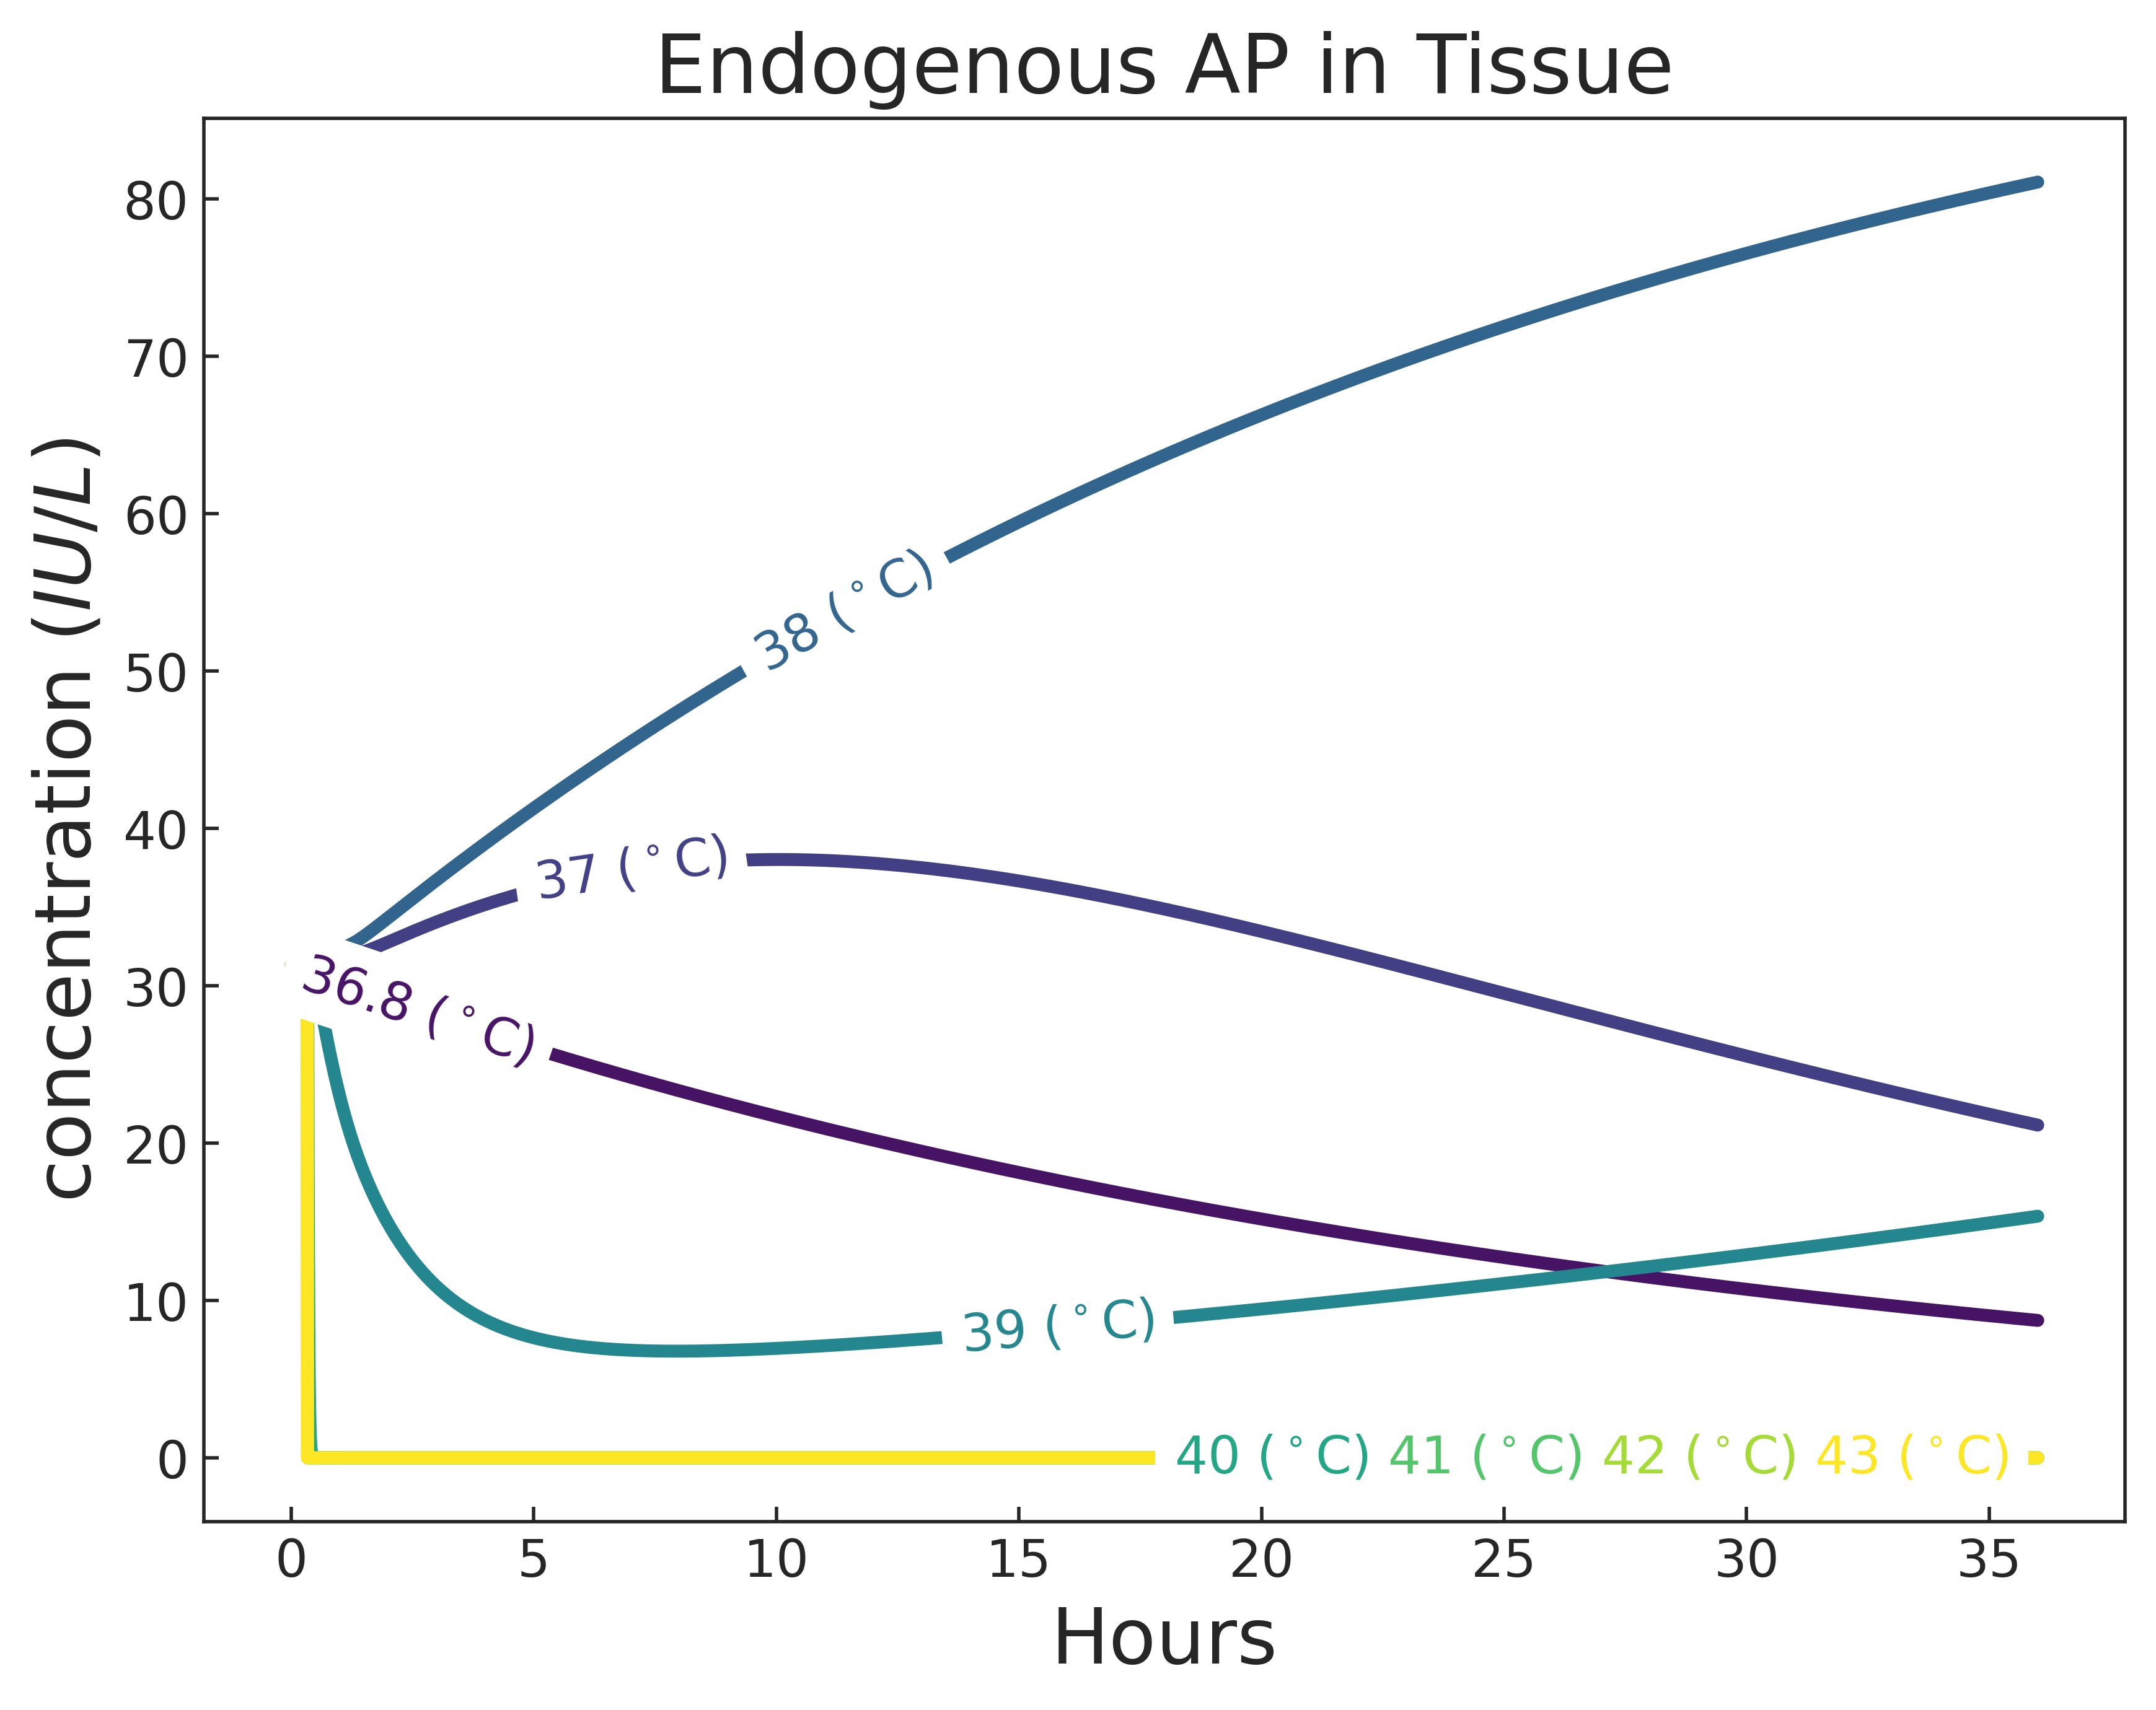 Endogenous AP in Tissue
concentration (IU/L)
80
70
60
50
40
30
20
10
0
38 (°C)
37 (°C)
36.8 (°C)
39 (°C)
40 (°C) 41 (°C) 42 (°C) 43 (°C)
0 5 10 15 20 25 30 35
Hours